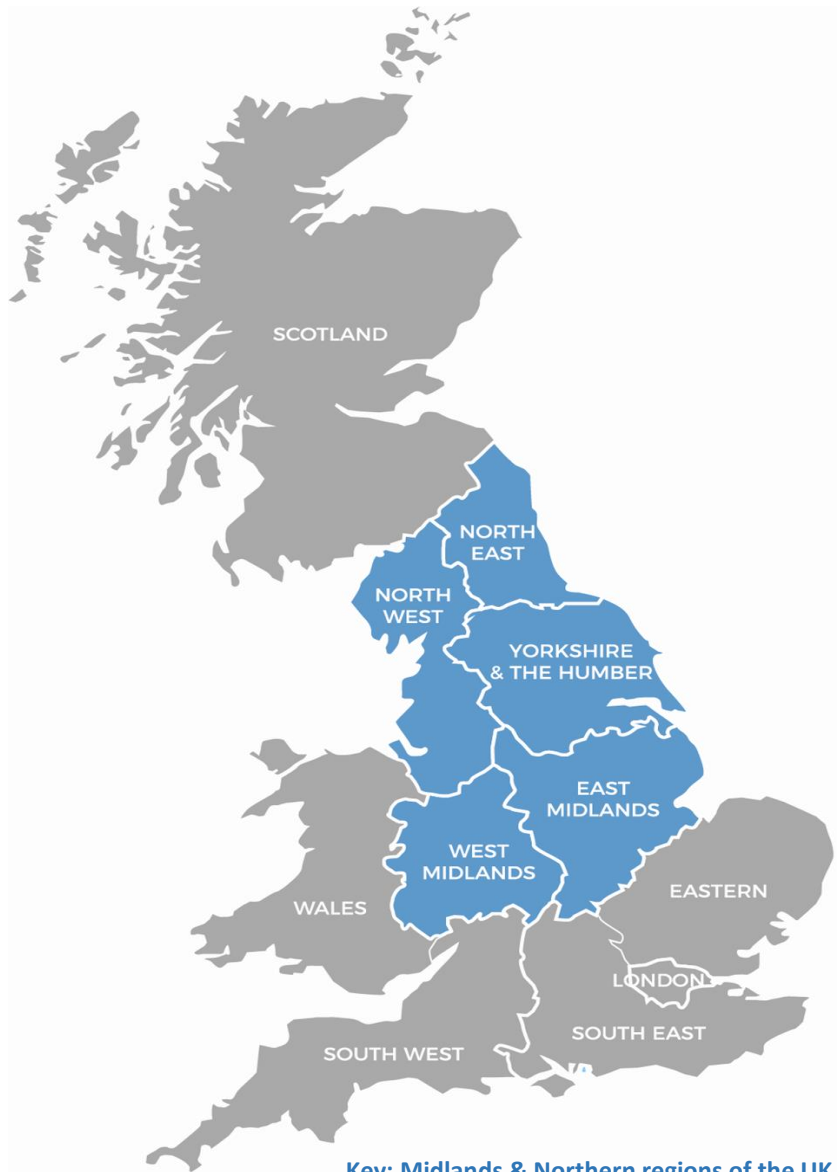 SCOTLAND
NORTH
EAST
NORTH
WEST
YORKSHIRE
& THE HUMBER
EAST
MIDLANDS
WEST
MIDLANDS
EASTERN
WALES
LONDON
SOUTH EAST
SOUTH WEST
Key: Midlands & Northern regions of the UK